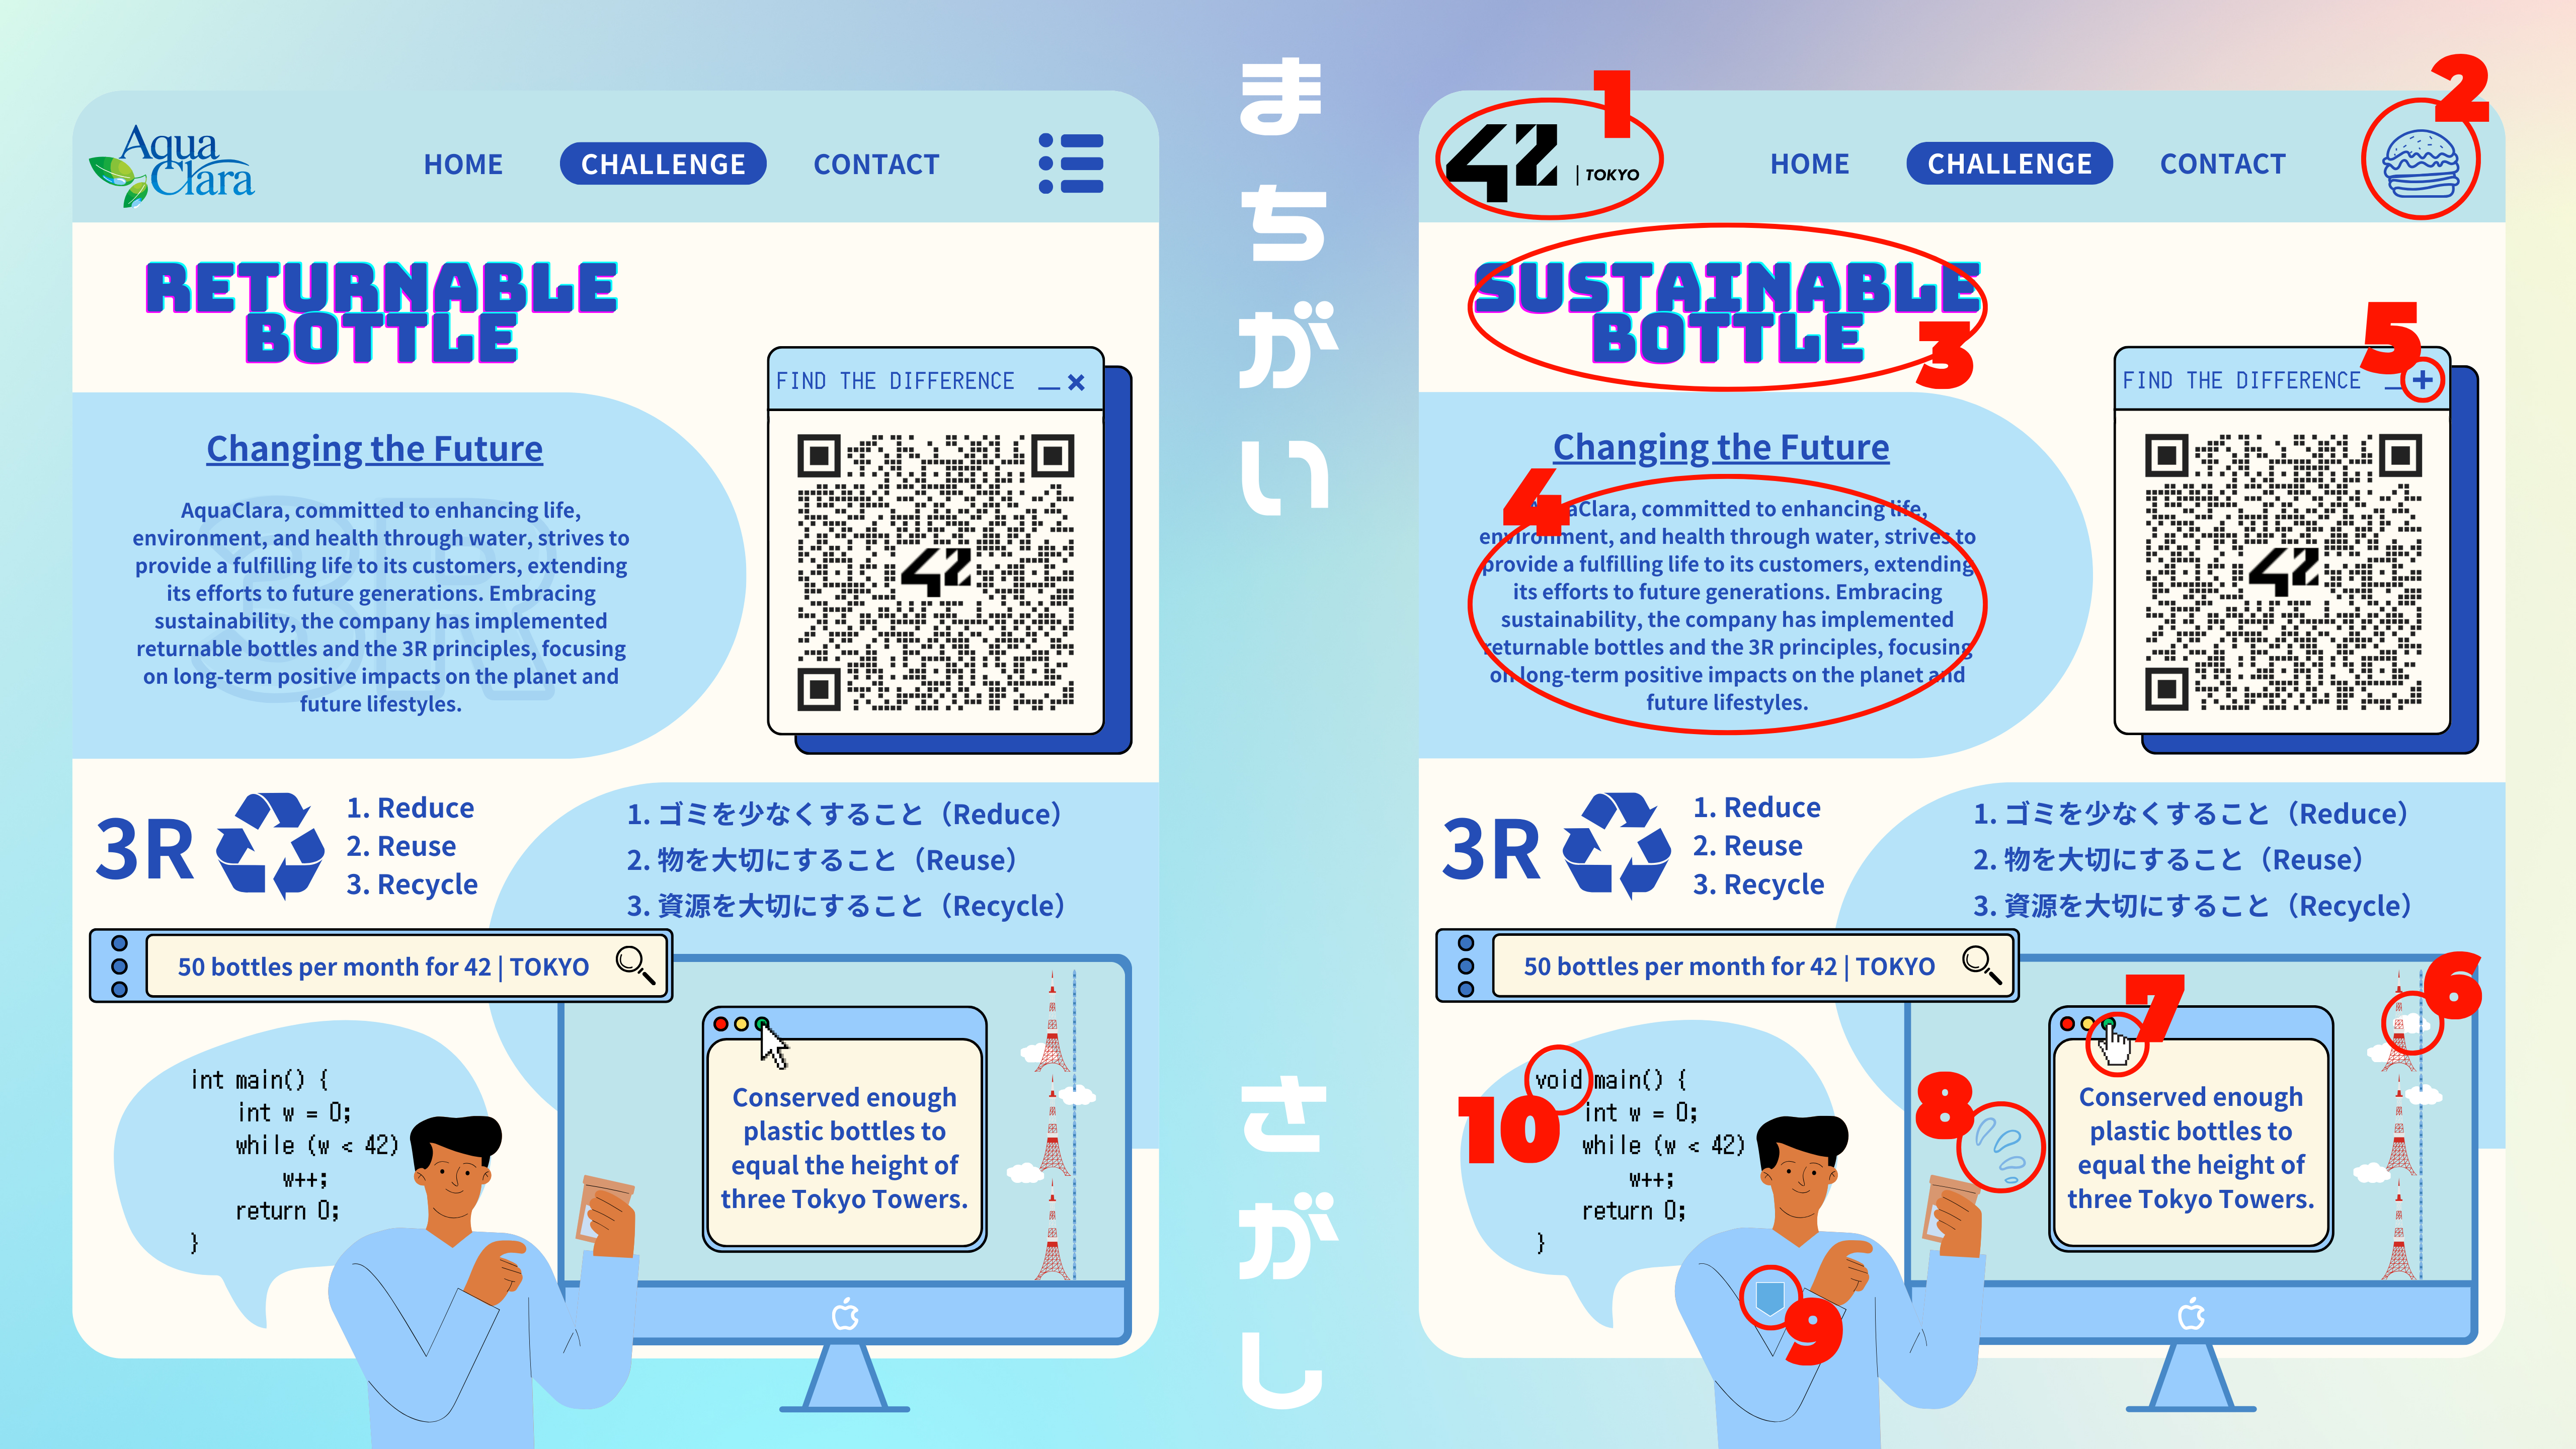 Aqua
Clara
HOME
CHALLENGE
CONTACT
RETURNABLE
BOTTLE
FIND THE DIFFERENCE
Changing the Future
3R
AquaClara, committed to enhancing life,
environment, and health through water, strives to
provide a fulfilling life to its customers, extending
its efforts to future generations. Embracing
sustainability, the company has implemented
returnable bottles and the 3R principles, focusing
on long-term positive impacts on the planet and
future lifestyles.
42
3R
1. Reduce
2. Reuse
3. Recycle
1. ゴミを少なくすること（Reduce）
2. 物を大切にすること（Reuse）
3. 資源を大切にすること（Recycle）
50 bottles per month for 42 | TOKYO
Conserved enough
plastic bottles to
equal the height of
three Tokyo Towers.
int main() {
int w = 0;
while (w < 42)
w++;
return 0;
}
まちがい
さがし
42 | TOKYO
1
HOME
CHALLENGE
CONTACT
2
SUSTAINABLE
BOTTLE
3
5
FIND THE DIFFERENCE
Changing the Future
4
aClara, committed to enhancing life,
environment, and health through water, strives to
provide a fulfilling life to its customers, extending
its efforts to future generations. Embracing
sustainability, the company has implemented
returnable bottles and the 3R principles, focusing
on long-term positive impacts on the planet and
future lifestyles.
42
3R
1. Reduce
2. Reuse
3. Recycle
1. ゴミを少なくすること（Reduce）
2. 物を大切にすること（Reuse）
3. 資源を大切にすること（Recycle）
50 bottles per month for 42 | TOKYO
6
7
Conserved enough
plastic bottles to
equal the height of
three Tokyo Towers.
8
10
void main() {
int w = 0;
while (w < 42)
w++;
return 0;
}
9